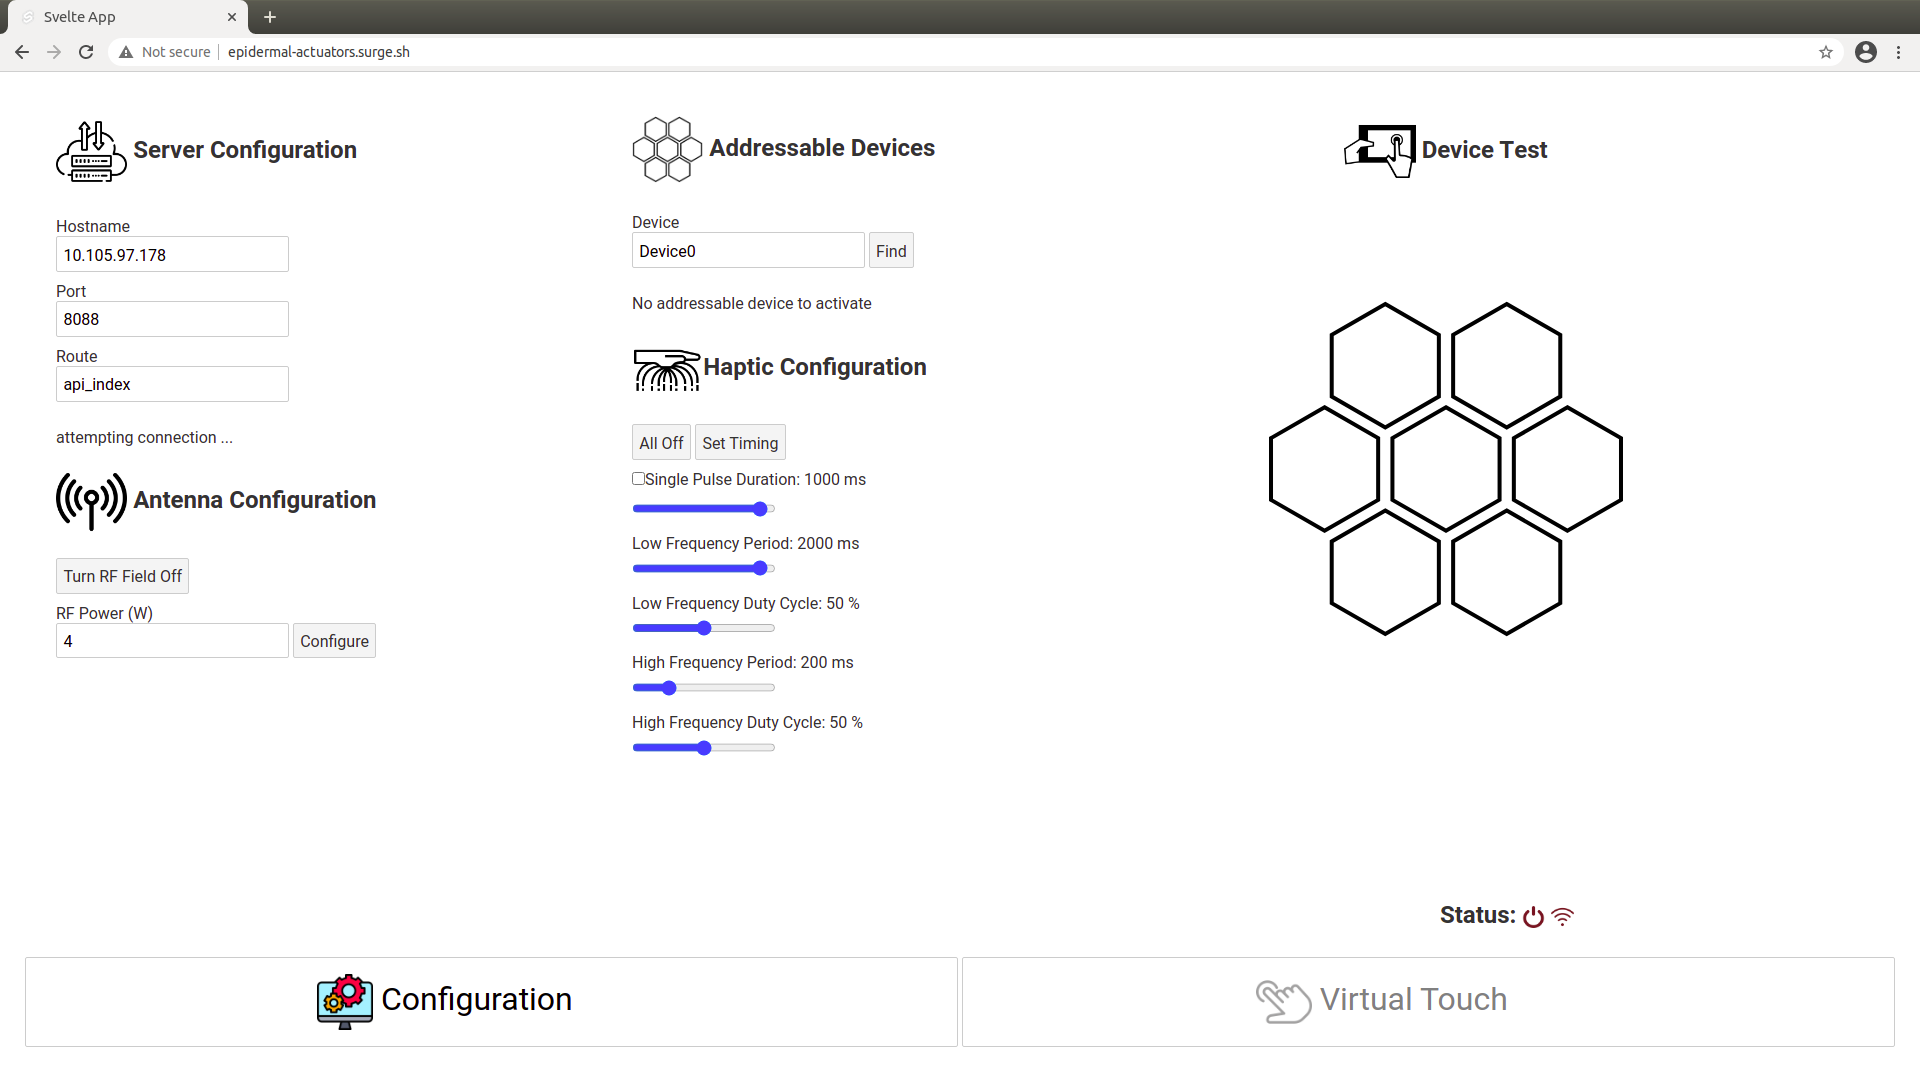 Svelte App
Not secure
epidermal-actuators.surge.sh
Server Configuration
Hostname
10.105.97.178
Port
8088
Route
api_index
attempting connection ...
Antenna Configuration
Turn RF Field Off
RF Power (W)
4
Configure
Addressable Devices
Device
Device0
Find
No addressable device to activate
Haptic Configuration
All Off
Set Timing
Single Pulse Duration: 1000 ms
Low Frequency Period: 2000 ms
Low Frequency Duty Cycle: 50 %
High Frequency Period: 200 ms
High Frequency Duty Cycle: 50 %
Device Test
Status:
Configuration
Virtual Touch